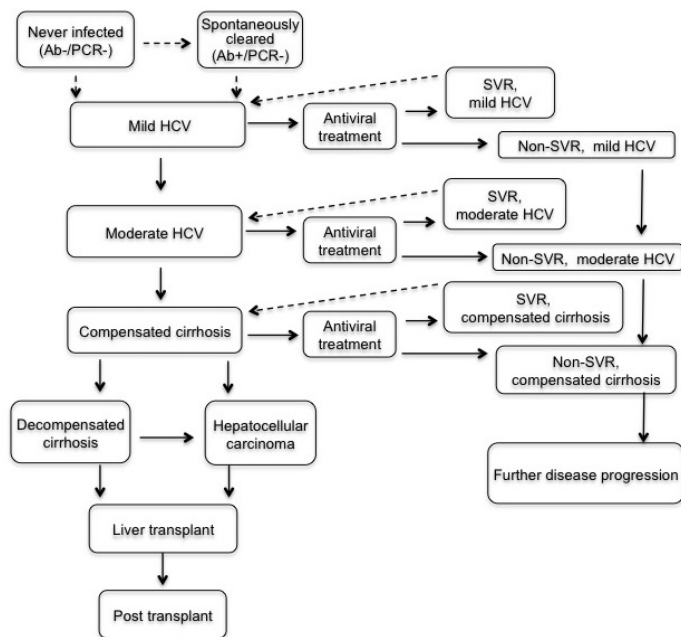 Never infected
(Ab-/PCR-)
Spontaneously
cleared
(Ab+/PCR-)
SVR,
mild HCV
Mild HCV
Antiviral
treatment
Non-SVR, mild HCV
SVR,
moderate HCV
Moderate HCV
Antiviral
treatment
Non-SVR, moderate HCV
SVR,
compensated cirrhosis
Compensated cirrhosis
Antiviral
treatment
Non-SVR,
compensated cirrhosis
Decompensated
cirrhosis
Hepatocellular
carcinoma
Further disease progression
Liver transplant
Post transplant